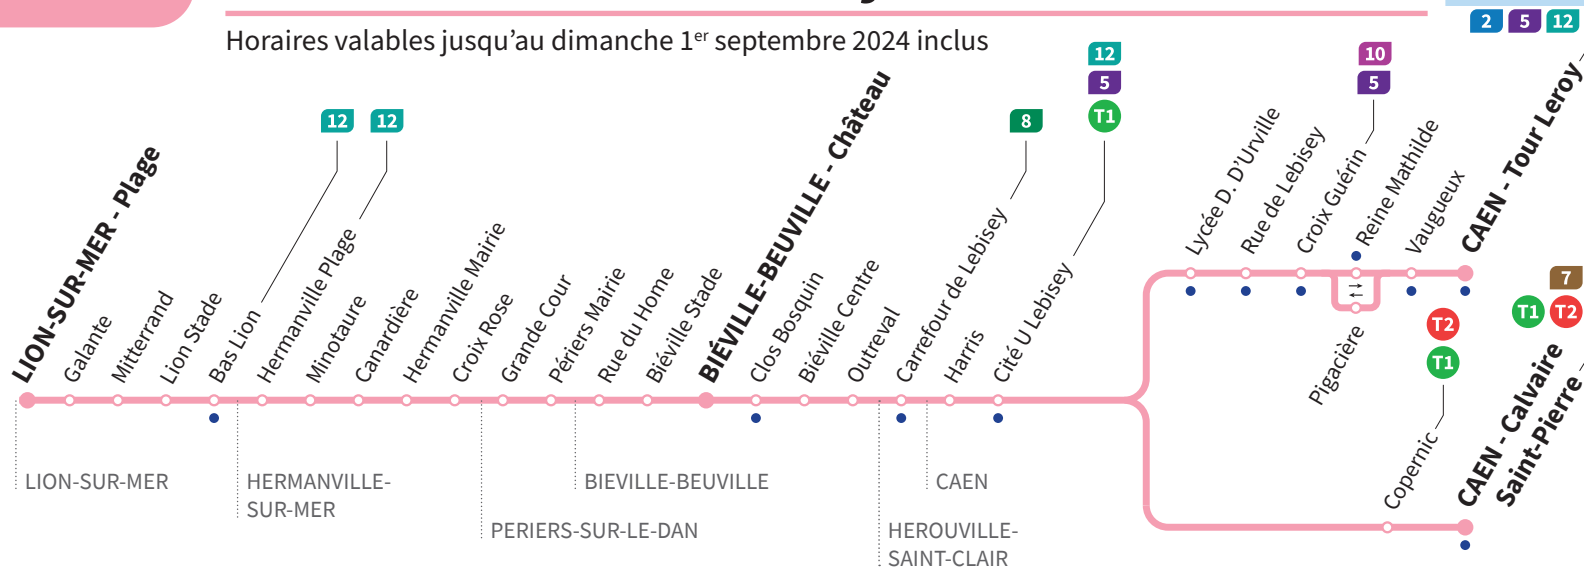 Horaires valables jusqu'au dimanche 1er septembre 2024 inclus
2 5 12
12
5
T1
10
5
8
12 12
LION-SUR-MER - Plage
Galante
Mitterrand
Lion Stade
Bas Lion
Hermanville Plage
Minotaure
Canardière
Hermanville Mairie
Croix Rose
Grande Cour
Périers Mairie
Rue du Home
Biéville Stade
BIÉVILLE-BEUVILLE - Château
Clos Bosquin
Biéville Centre
Outreval
Carrefour de Lebisey
Harris
Cité U Lebisey
Lycée D. D'Urville
Rue de Lebisey
Croix Guérin
Reine Mathilde
Pigacière
Vaugueux
CAEN - Tour Leroy
7
T1 T2
T2
T1
Copernic
CAEN - Calvaire
Saint-Pierre
LION-SUR-MER
HERMANVILLE-
SUR-MER
PERIERS-SUR-LE-DAN
BIEVILLE-BEUVILLE
HEROUVILLE-
SAINT-CLAIR
CAEN